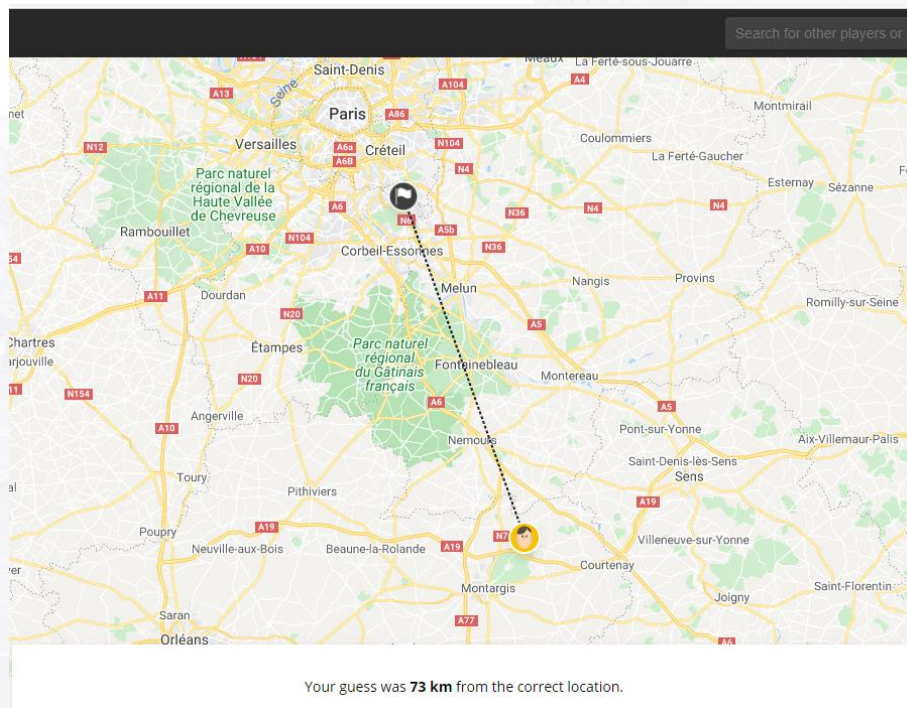 Search for other players or
Meaux
La Ferté-sous-Jouarre
Saint-Denis
A4
A104
A13
Seine
Montmirail
Paris
A86
net
Coulommiers
Versailles
A6a
N104
N12
A6B
Créteil
La Ferté-Gaucher
Parc naturel
régional de la
Haute Vallée
de Chevreuse
N4
Esternay
Sézanne
A6
N6
N36
N4
N4
Rambouillet
N104
A5b
A10
Corbeil-Essonnes
N36
Melun
Nangis
Provins
A11
Dourdan
Romilly-sur-Seine
N20
A5
Chartres
Étampes
Parc naturel
régional
du Gâtinais
français
Fontainebleau
Montereau
N20
11
N154
A6
A5
Angerville
A10
Pont-sur-Yonne
Aix-Villemaur-Palis
Nemours
Saint-Denis-lès-Sens
Sens
Toury
Pithiviers
A19
A19
Poupry
N7
Villeneuve-sur-Yonne
Neuville-aux-Bois
Beaune-la-Rolande
A19
Courtenay
Montargis
Saint-Florentin
Joigny
Saran
A77
Orléans
A6
Your guess was 73 km from the correct location.